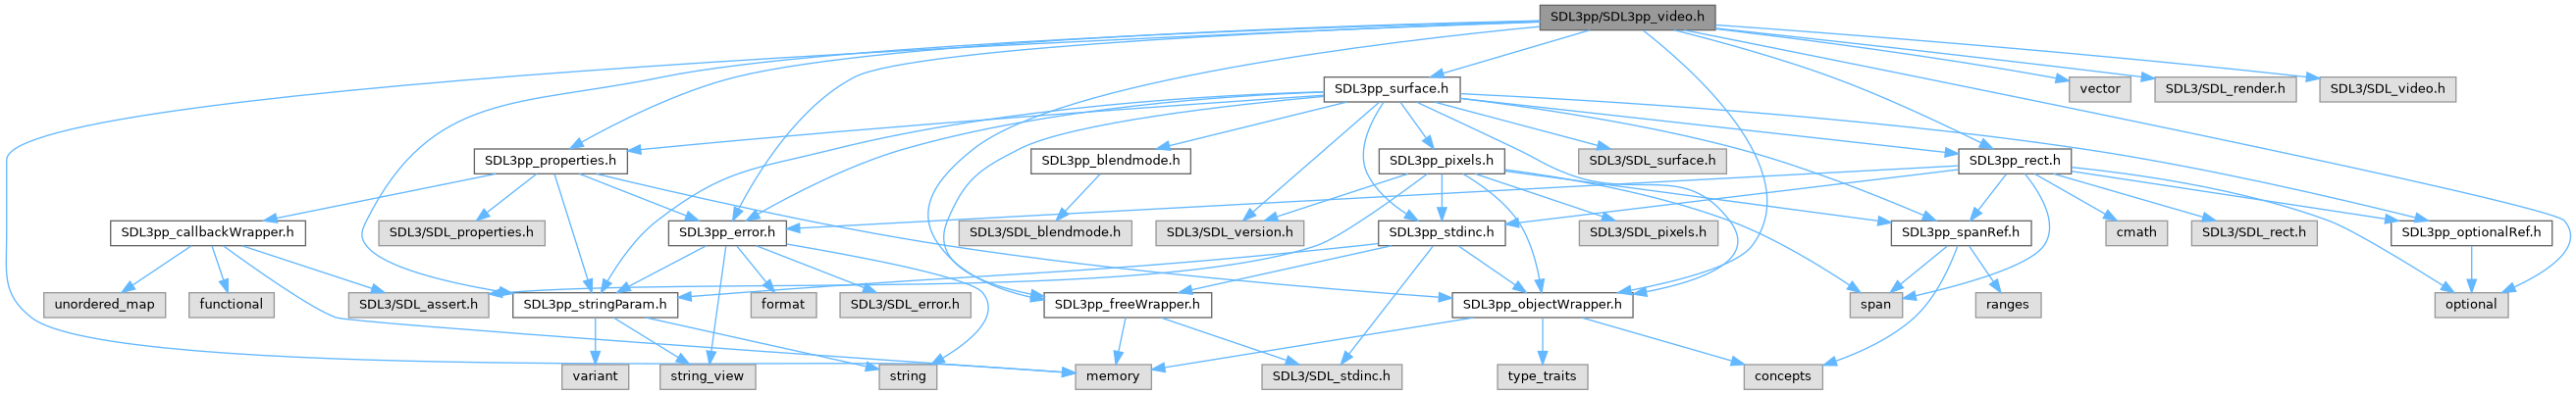 SDL3pp/SDL3pp_video.h
SDL3pp_surface.h
vector
SDL3/SDL_render.h
SDL3/SDL_video.h
SDL3pp_properties.h
SDL3pp_blendmode.h
SDL3pp_pixels.h
SDL3/SDL_surface.h
SDL3pp_rect.h
SDL3pp_callbackWrapper.h
SDL3/SDL_properties.h
SDL3pp_error.h
SDL3/SDL_blendmode.h
SDL3/SDL_version.h
SDL3pp_stdinc.h
SDL3/SDL_pixels.h
SDL3pp_spanRef.h
cmath
SDL3/SDL_rect.h
SDL3pp_optionalRef.h
unordered_map
functional
SDL3/SDL_assert.h
SDL3pp_stringParam.h
format
SDL3/SDL_error.h
SDL3pp_freeWrapper.h
SDL3pp_objectWrapper.h
span
ranges
optional
variant
string_view
string
memory
SDL3/SDL_stdinc.h
type_traits
concepts